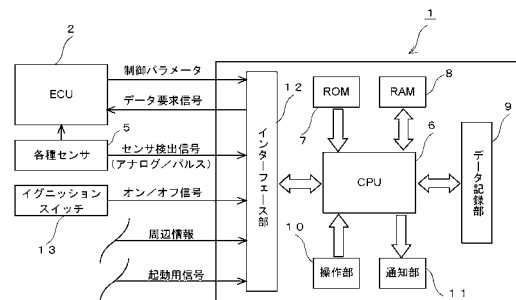 1
2
ECU
制御パラメータ
データ要求信号
5
各種センサ
センサ検出信号
(アナログ/パルス)
イグニッション
スイッチ
13
オン/オフ信号
周辺情報
起動用信号
12
インターフェース部
ROM
7
RAM
8
6
CPU
9
データ記録部
10
操作部
通知部
11